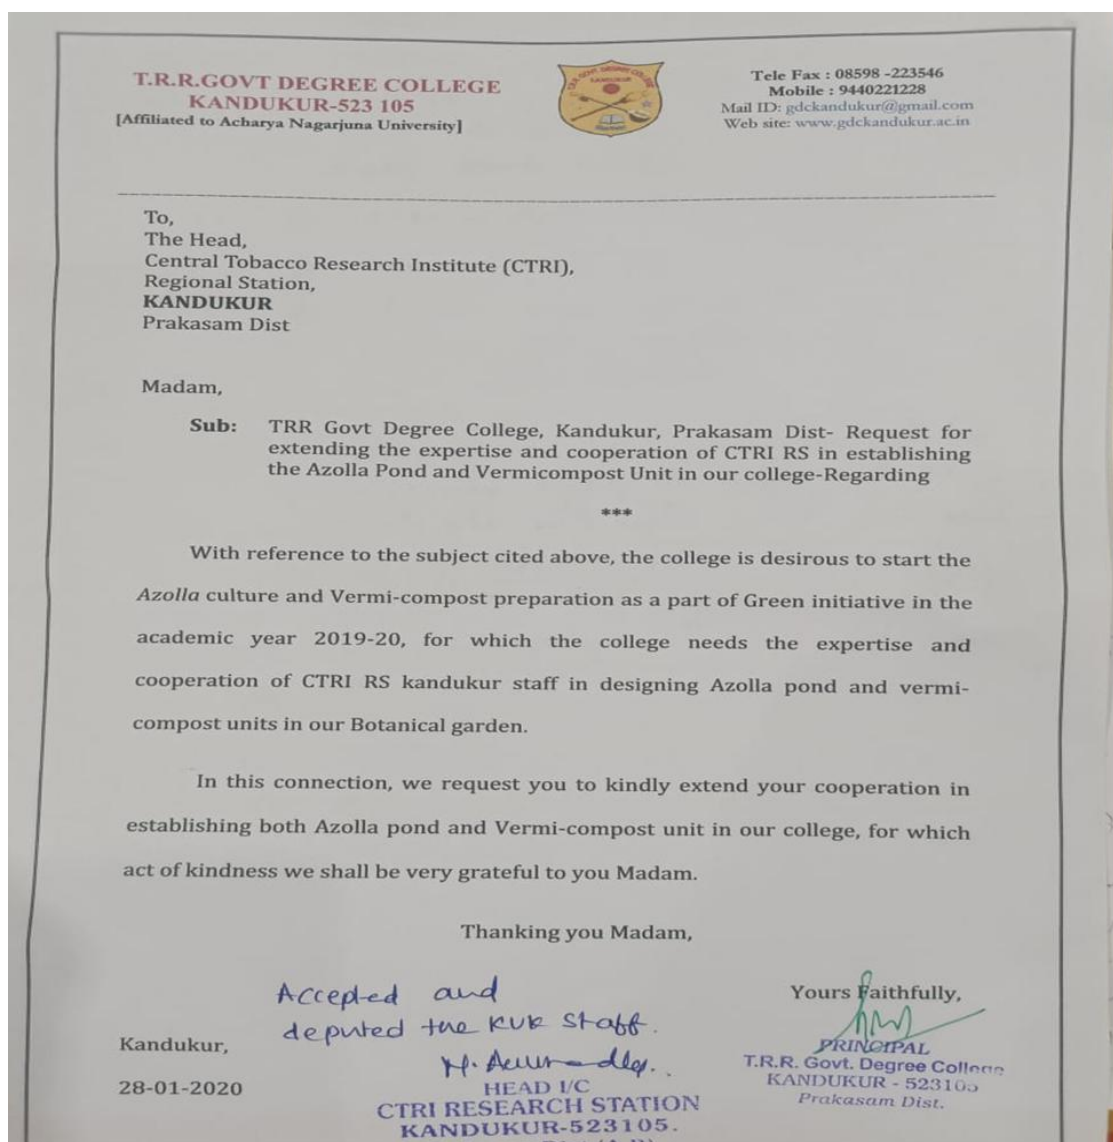 T.R.R.GOVT DEGREE COLLEGE
KANDUKUR-523 105
[Affiliated to Acharya Nagarjuna University]
Tele Fax : 08598 -223546
Mobile : 9440221228
Mail ID: gdckandukur@gmail.com
Web site: www.gdckandukur.ac.in
To,
The Head,
Central Tobacco Research Institute (CTRI),
Regional Station,
KANDUKUR
Prakasam Dist
Madam,
Sub: TRR Govt Degree College, Kandukur, Prakasam Dist- Request for
extending the expertise and cooperation of CTRI RS in establishing
the Azolla Pond and Vermicompost Unit in our college-Regarding
***
With reference to the subject cited above, the college is desirous to start the
Azolla culture and Vermi-compost preparation as a part of Green initiative in the
academic year 2019-20, for which the college needs the expertise and
cooperation of CTRI RS kandukur staff in designing Azolla pond and vermi-
compost units in our Botanical garden.
In this connection, we request you to kindly extend your cooperation in
establishing both Azolla pond and Vermi-compost unit in our college, for which
act of kindness we shall be very grateful to you Madam.
Thanking you Madam,
Accepted and
deputed the KUK staff.
HEAD I/C
CTRI RESEARCH STATION
KANDUKUR-523105.
Yours Faithfully,
PRINCIPAL
T.R.R. Govt. Degree College
KANDUKUR - 523105
Prakasam Dist.
Kandukur,
28-01-2020